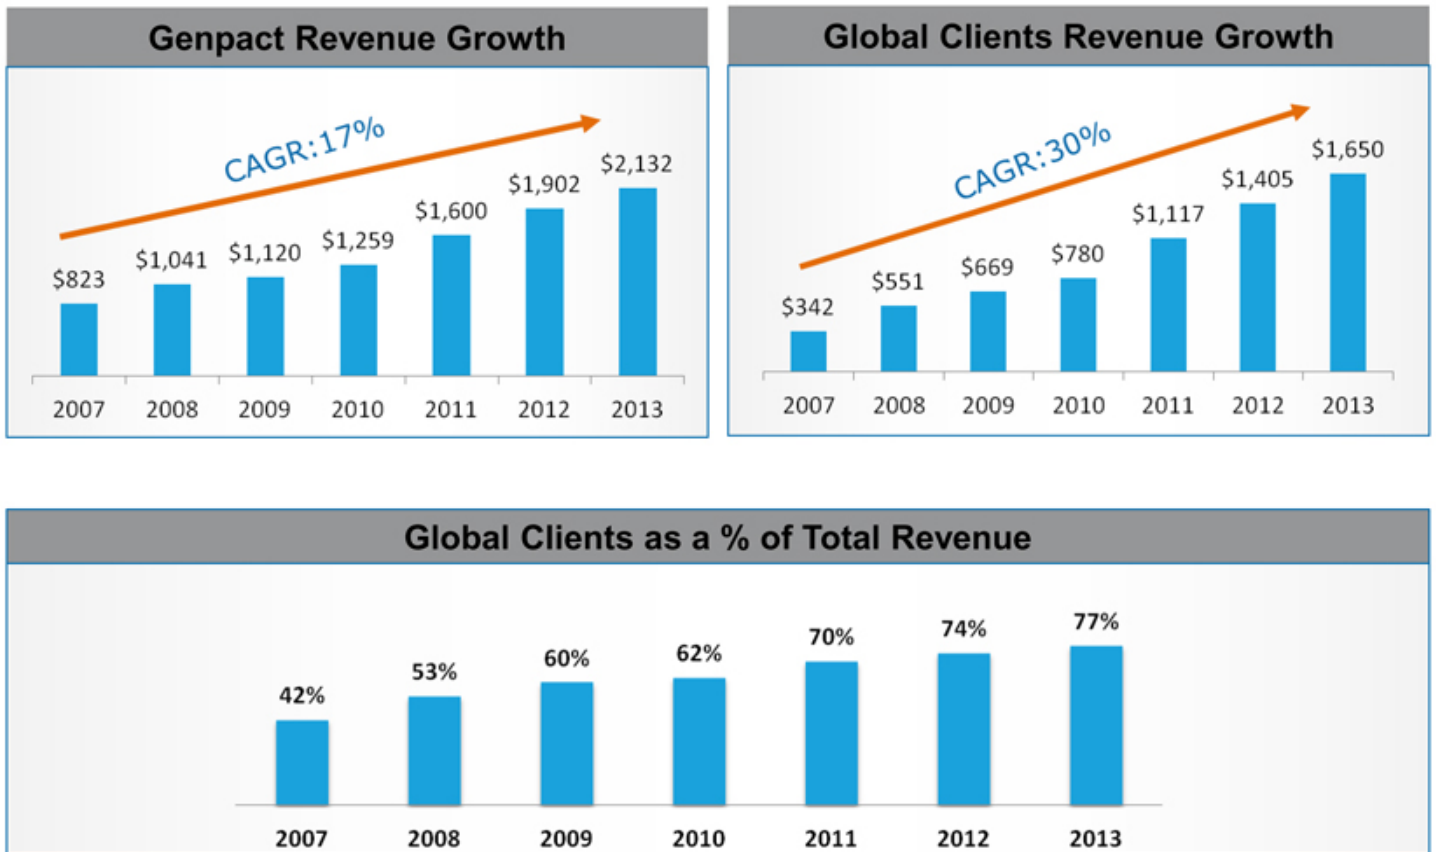 Genpact Revenue Growth
CAGR:17%
$823
$1,041
$1,120
$1,259
$1,600
$1,902
$2,132
2007 2008 2009 2010 2011 2012 2013
Global Clients Revenue Growth
CAGR:30%
$342
$551
$669
$780
$1,117
$1,405
$1,650
2007 2008 2009 2010 2011 2012 2013
Global Clients as a % of Total Revenue
42%
53%
60%
62%
70%
74%
77%
2007 2008 2009 2010 2011 2012 2013